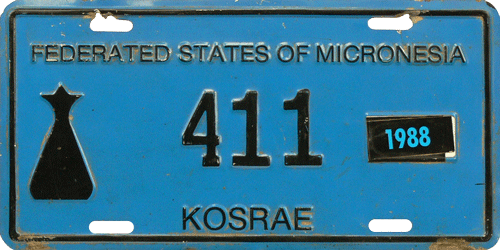 FEDERATED STATES OF MICRONESIA
411
1988
KOSRAE